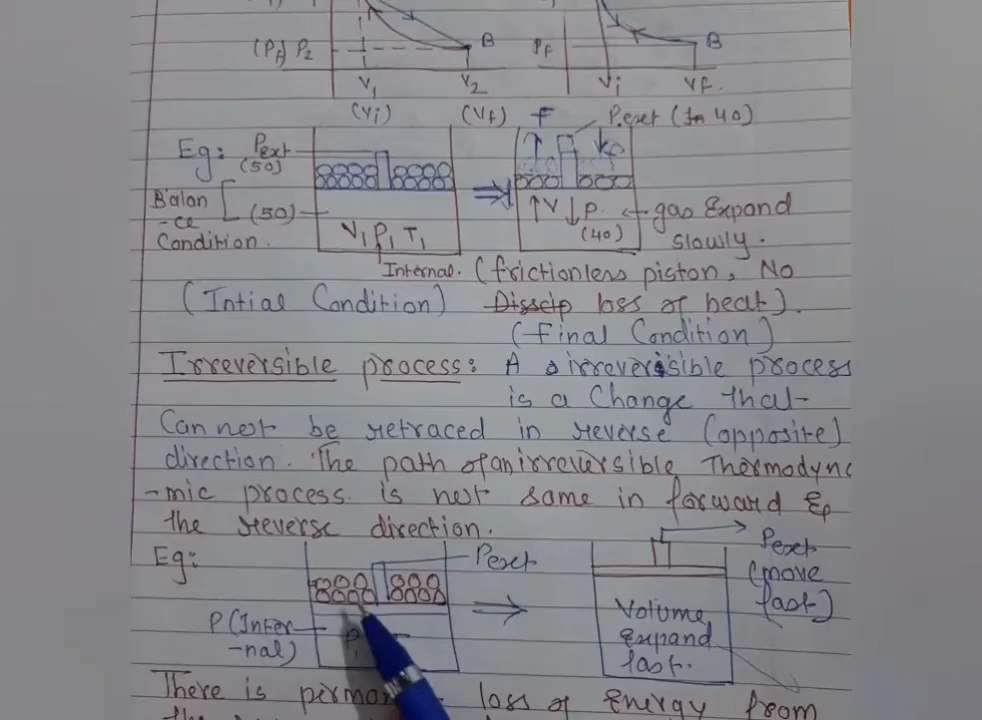 (Pf) P2 B PF B
V1 V2 Vi VF.
(Vi) (Vf) F Pext (In 40)
Eg: Pext
(50)
Balan [ (50)
-ce
Condition. V1 P1 T1
↑V ↓P. ← gas Expand
(40) slowly.
Internal. (frictionless piston, No
(Intial Condition) loss of heat).
(Final Condition)
Irreversible process: A irreversible process
is a Change that
Can not be retraced in reverse (opposite)
direction. The path of an irreversible Thermodyna
-mic process is not same in forward &
the reverse direction.
Eg: Pext Pext
(move
fast)
P(Inter
-nal)
Volume
Expand
fast.
There is loss of Energy from